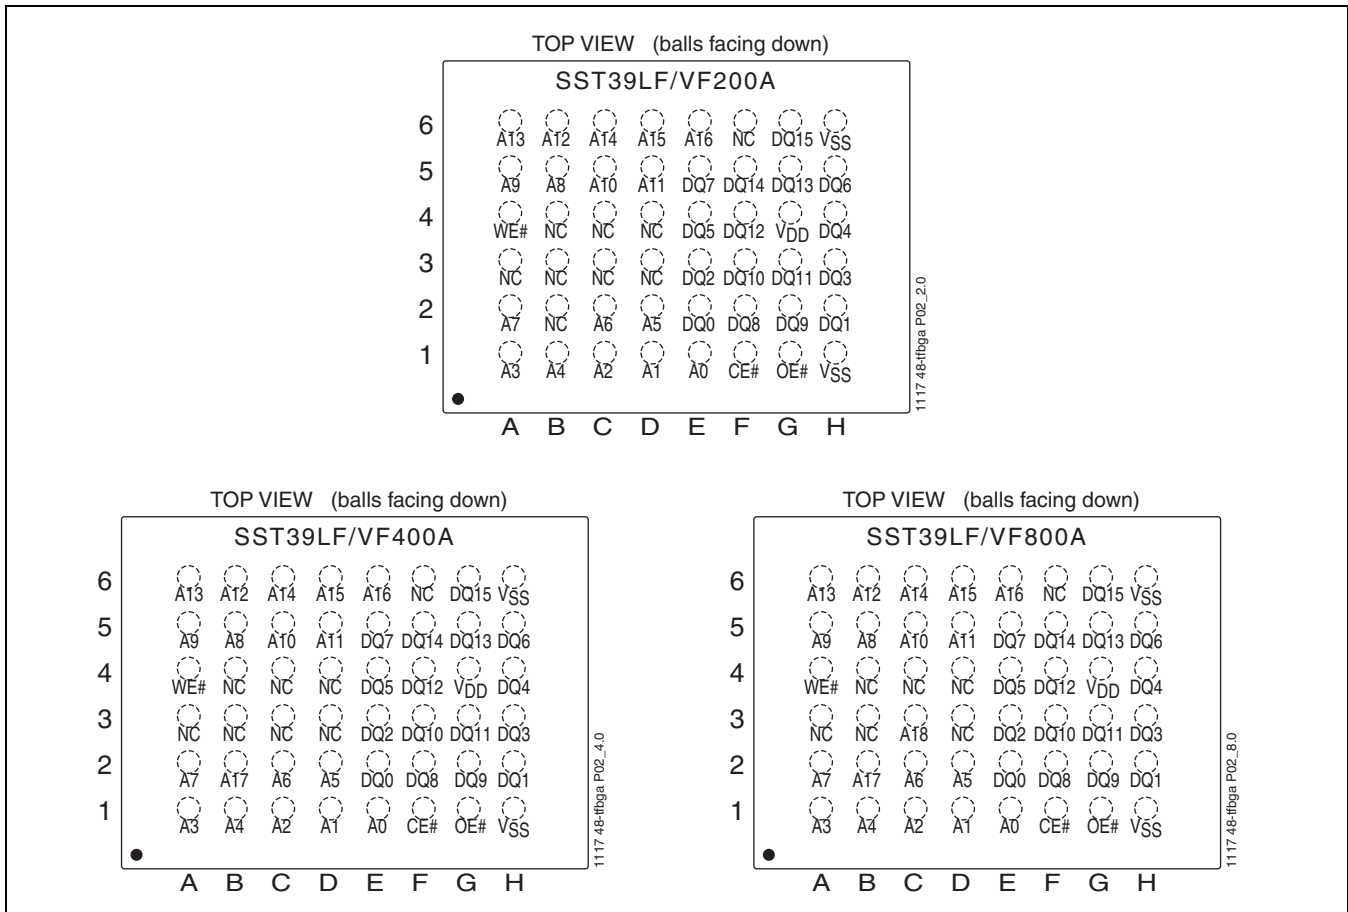 TOP VIEW (balls facing down)
SST39LF/VF200A
6 A13 A12 A14 A15 A16 NC DQ15 VSS
5 A9 A8 A10 A11 DQ7 DQ14 DQ13 DQ6
4 WE# NC NC NC DQ5 DQ12 VDD DQ4
3 NC NC NC NC DQ2 DQ10 DQ11 DQ3
2 A7 NC A6 A5 DQ0 DQ8 DQ9 DQ1
1 A3 A4 A2 A1 A0 CE# OE# VSS
A B C D E F G H
1117 48-tfbga P02_2.0
TOP VIEW (balls facing down)
SST39LF/VF400A
6 A13 A12 A14 A15 A16 NC DQ15 VSS
5 A9 A8 A10 A11 DQ7 DQ14 DQ13 DQ6
4 WE# NC NC NC DQ5 DQ12 VDD DQ4
3 NC NC NC NC DQ2 DQ10 DQ11 DQ3
2 A7 A17 A6 A5 DQ0 DQ8 DQ9 DQ1
1 A3 A4 A2 A1 A0 CE# OE# VSS
A B C D E F G H
1117 48-tfbga P02_4.0
TOP VIEW (balls facing down)
SST39LF/VF800A
6 A13 A12 A14 A15 A16 NC DQ15 VSS
5 A9 A8 A10 A11 DQ7 DQ14 DQ13 DQ6
4 WE# NC NC NC DQ5 DQ12 VDD DQ4
3 NC NC A18 NC DQ2 DQ10 DQ11 DQ3
2 A7 A17 A6 A5 DQ0 DQ8 DQ9 DQ1
1 A3 A4 A2 A1 A0 CE# OE# VSS
A B C D E F G H
1117 48-tfbga P02_8.0